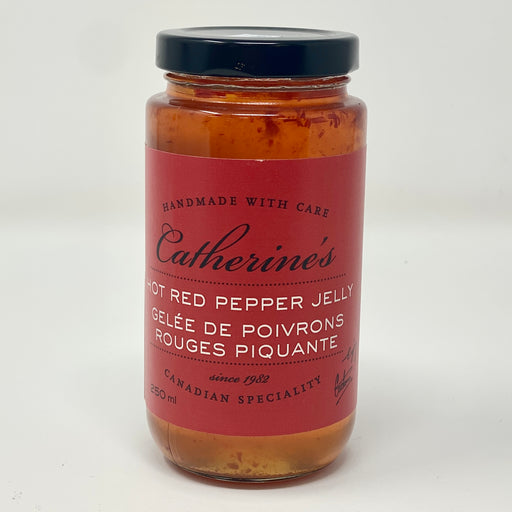 HANDMADE WITH CARE
Catherine's
HOT RED PEPPER JELLY
GELÉE DE POIVRONS
ROUGES PIQUANTE
since 1982
CANADIAN SPECIALITY
250 ml